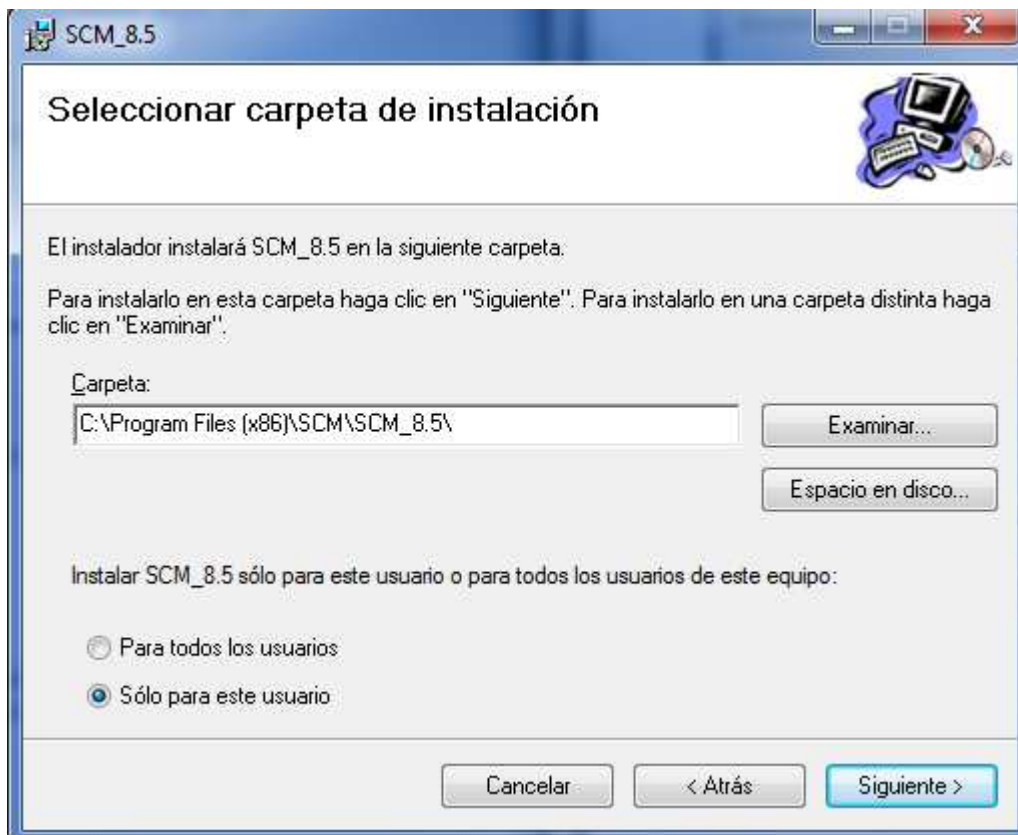 SCM_8.5
Seleccionar carpeta de instalación
El instalador instalará SCM_8.5 en la siguiente carpeta.
Para instalarlo en esta carpeta haga clic en "Siguiente". Para instalarlo en una carpeta distinta haga
clic en "Examinar".
Carpeta:
C:\Program Files (x86)\SCM\SCM_8.5\
Examinar...
Espacio en disco...
Instalar SCM_8.5 sólo para este usuario o para todos los usuarios de este equipo:
Para todos los usuarios
Sólo para este usuario
Cancelar
< Atrás
Siguiente >